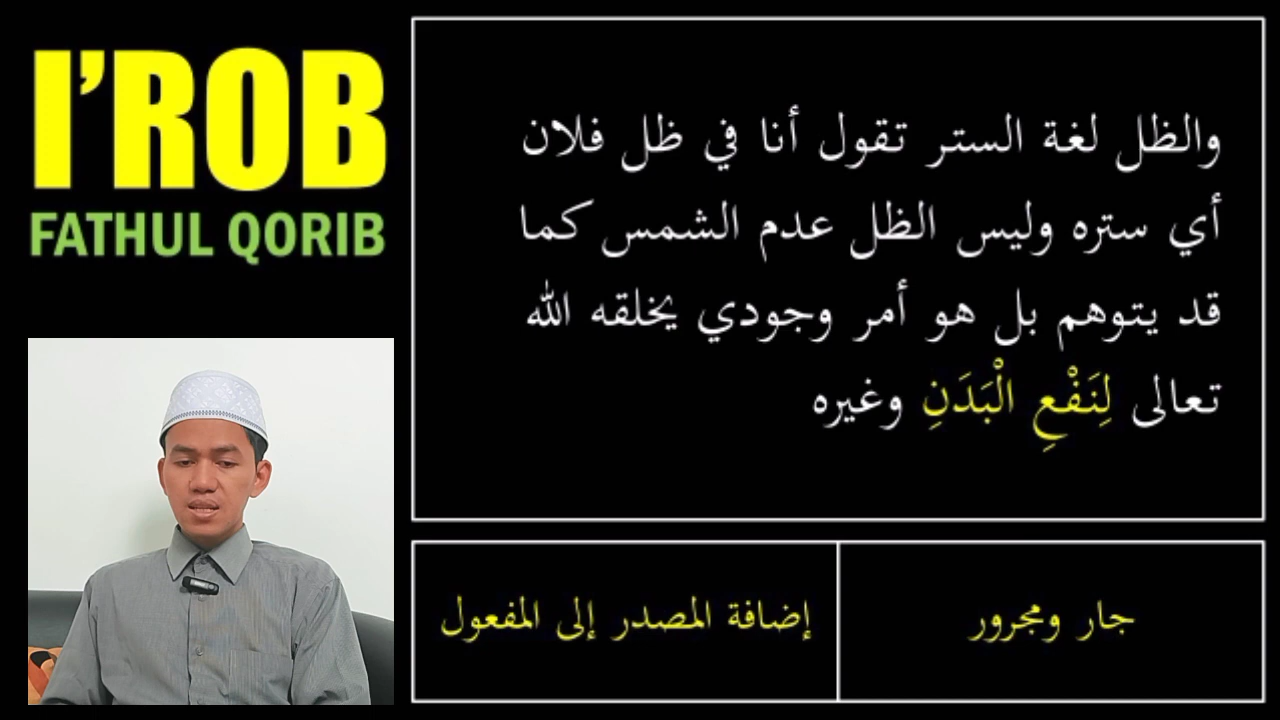 I'ROB
FATHUL QORIB
والظل لغة الستر تقول أنا في ظل فلان
أي ستره وليس الظل عدم الشمس كما
قد يتوهم بل هو أمر وجودي يخلقه الله
تعالى لِنَفْعِ الْبَدَنِ وغيره
جار ومجرور
إضافة المصدر إلى المفعول